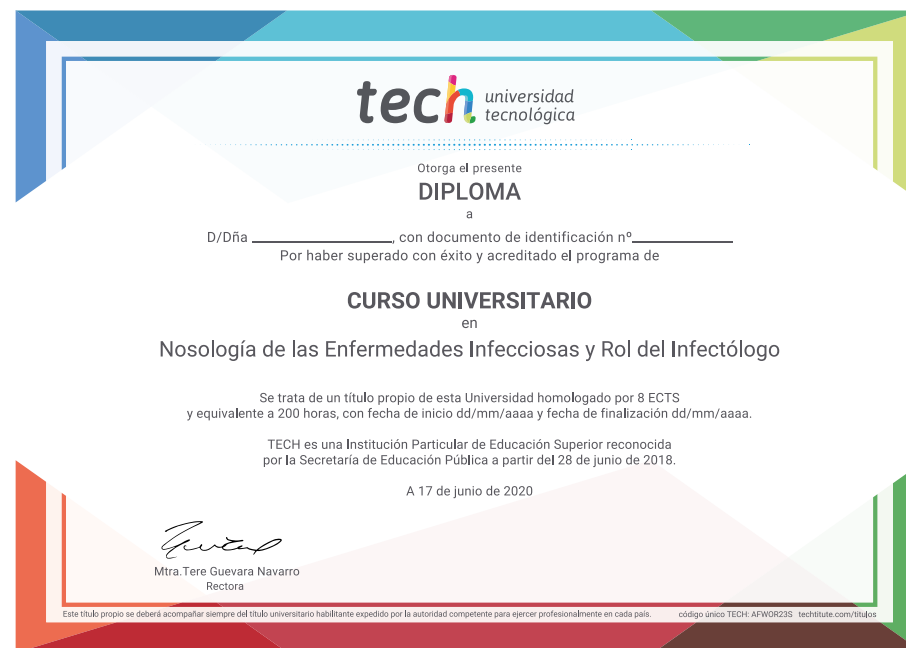 tech universidad
tecnológica
Otorga el presente
DIPLOMA
a
D/Dña ____________________, con documento de identificación nº______________
Por haber superado con éxito y acreditado el programa de
CURSO UNIVERSITARIO
en
Nosología de las Enfermedades Infecciosas y Rol del Infectólogo
Se trata de un título propio de esta Universidad homologado por 8 ECTS
y equivalente a 200 horas, con fecha de inicio dd/mm/aaaa y fecha de finalización dd/mm/aaaa.
TECH es una Institución Particular de Educación Superior reconocida
por la Secretaría de Educación Pública a partir del 28 de junio de 2018.
A 17 de junio de 2020
Mtra.Tere Guevara Navarro
Rectora
Este título propio se deberá acompañar siempre del título universitario habilitante expedido por la autoridad competente para ejercer profesionalmente en cada país. código único TECH: AFWOR23S techtitute.com/titulos